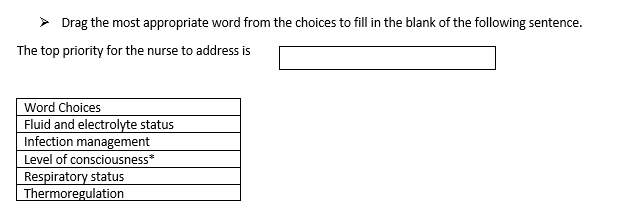 ➢ Drag the most appropriate word from the choices to fill in the blank of the following sentence.
The top priority for the nurse to address is
Word Choices
Fluid and electrolyte status
Infection management
Level of consciousness*
Respiratory status
Thermoregulation